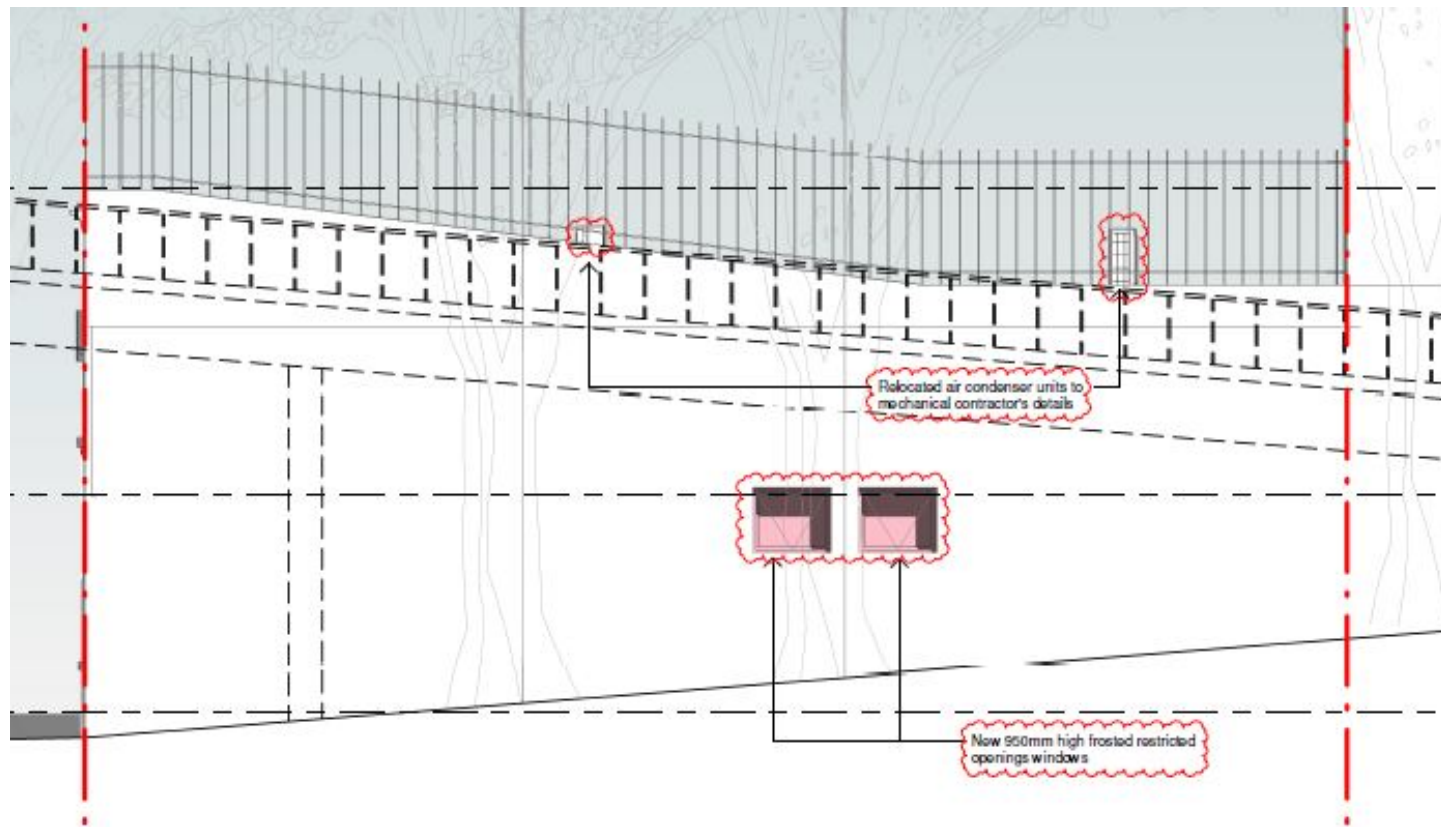 Relocated air condenser units to
mechanical contractor's details
New 950mm high frosted restricted
openings windows